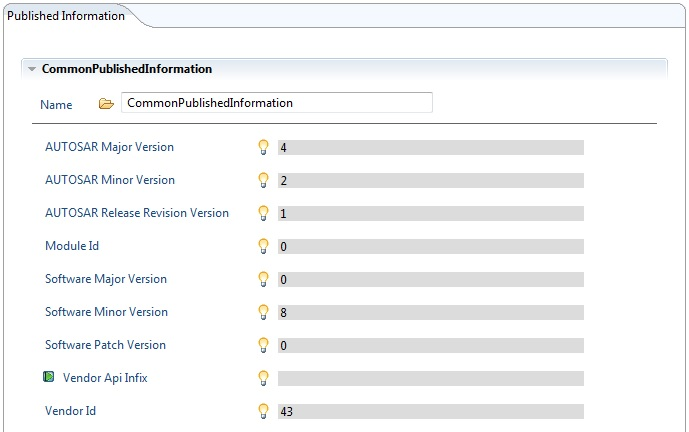 Published Information
CommonPublishedInformation
Name CommonPublishedInformation
AUTOSAR Major Version 4
AUTOSAR Minor Version 2
AUTOSAR Release Revision Version 1
Module Id 0
Software Major Version 0
Software Minor Version 8
Software Patch Version 0
Vendor Api Infix
Vendor Id 43